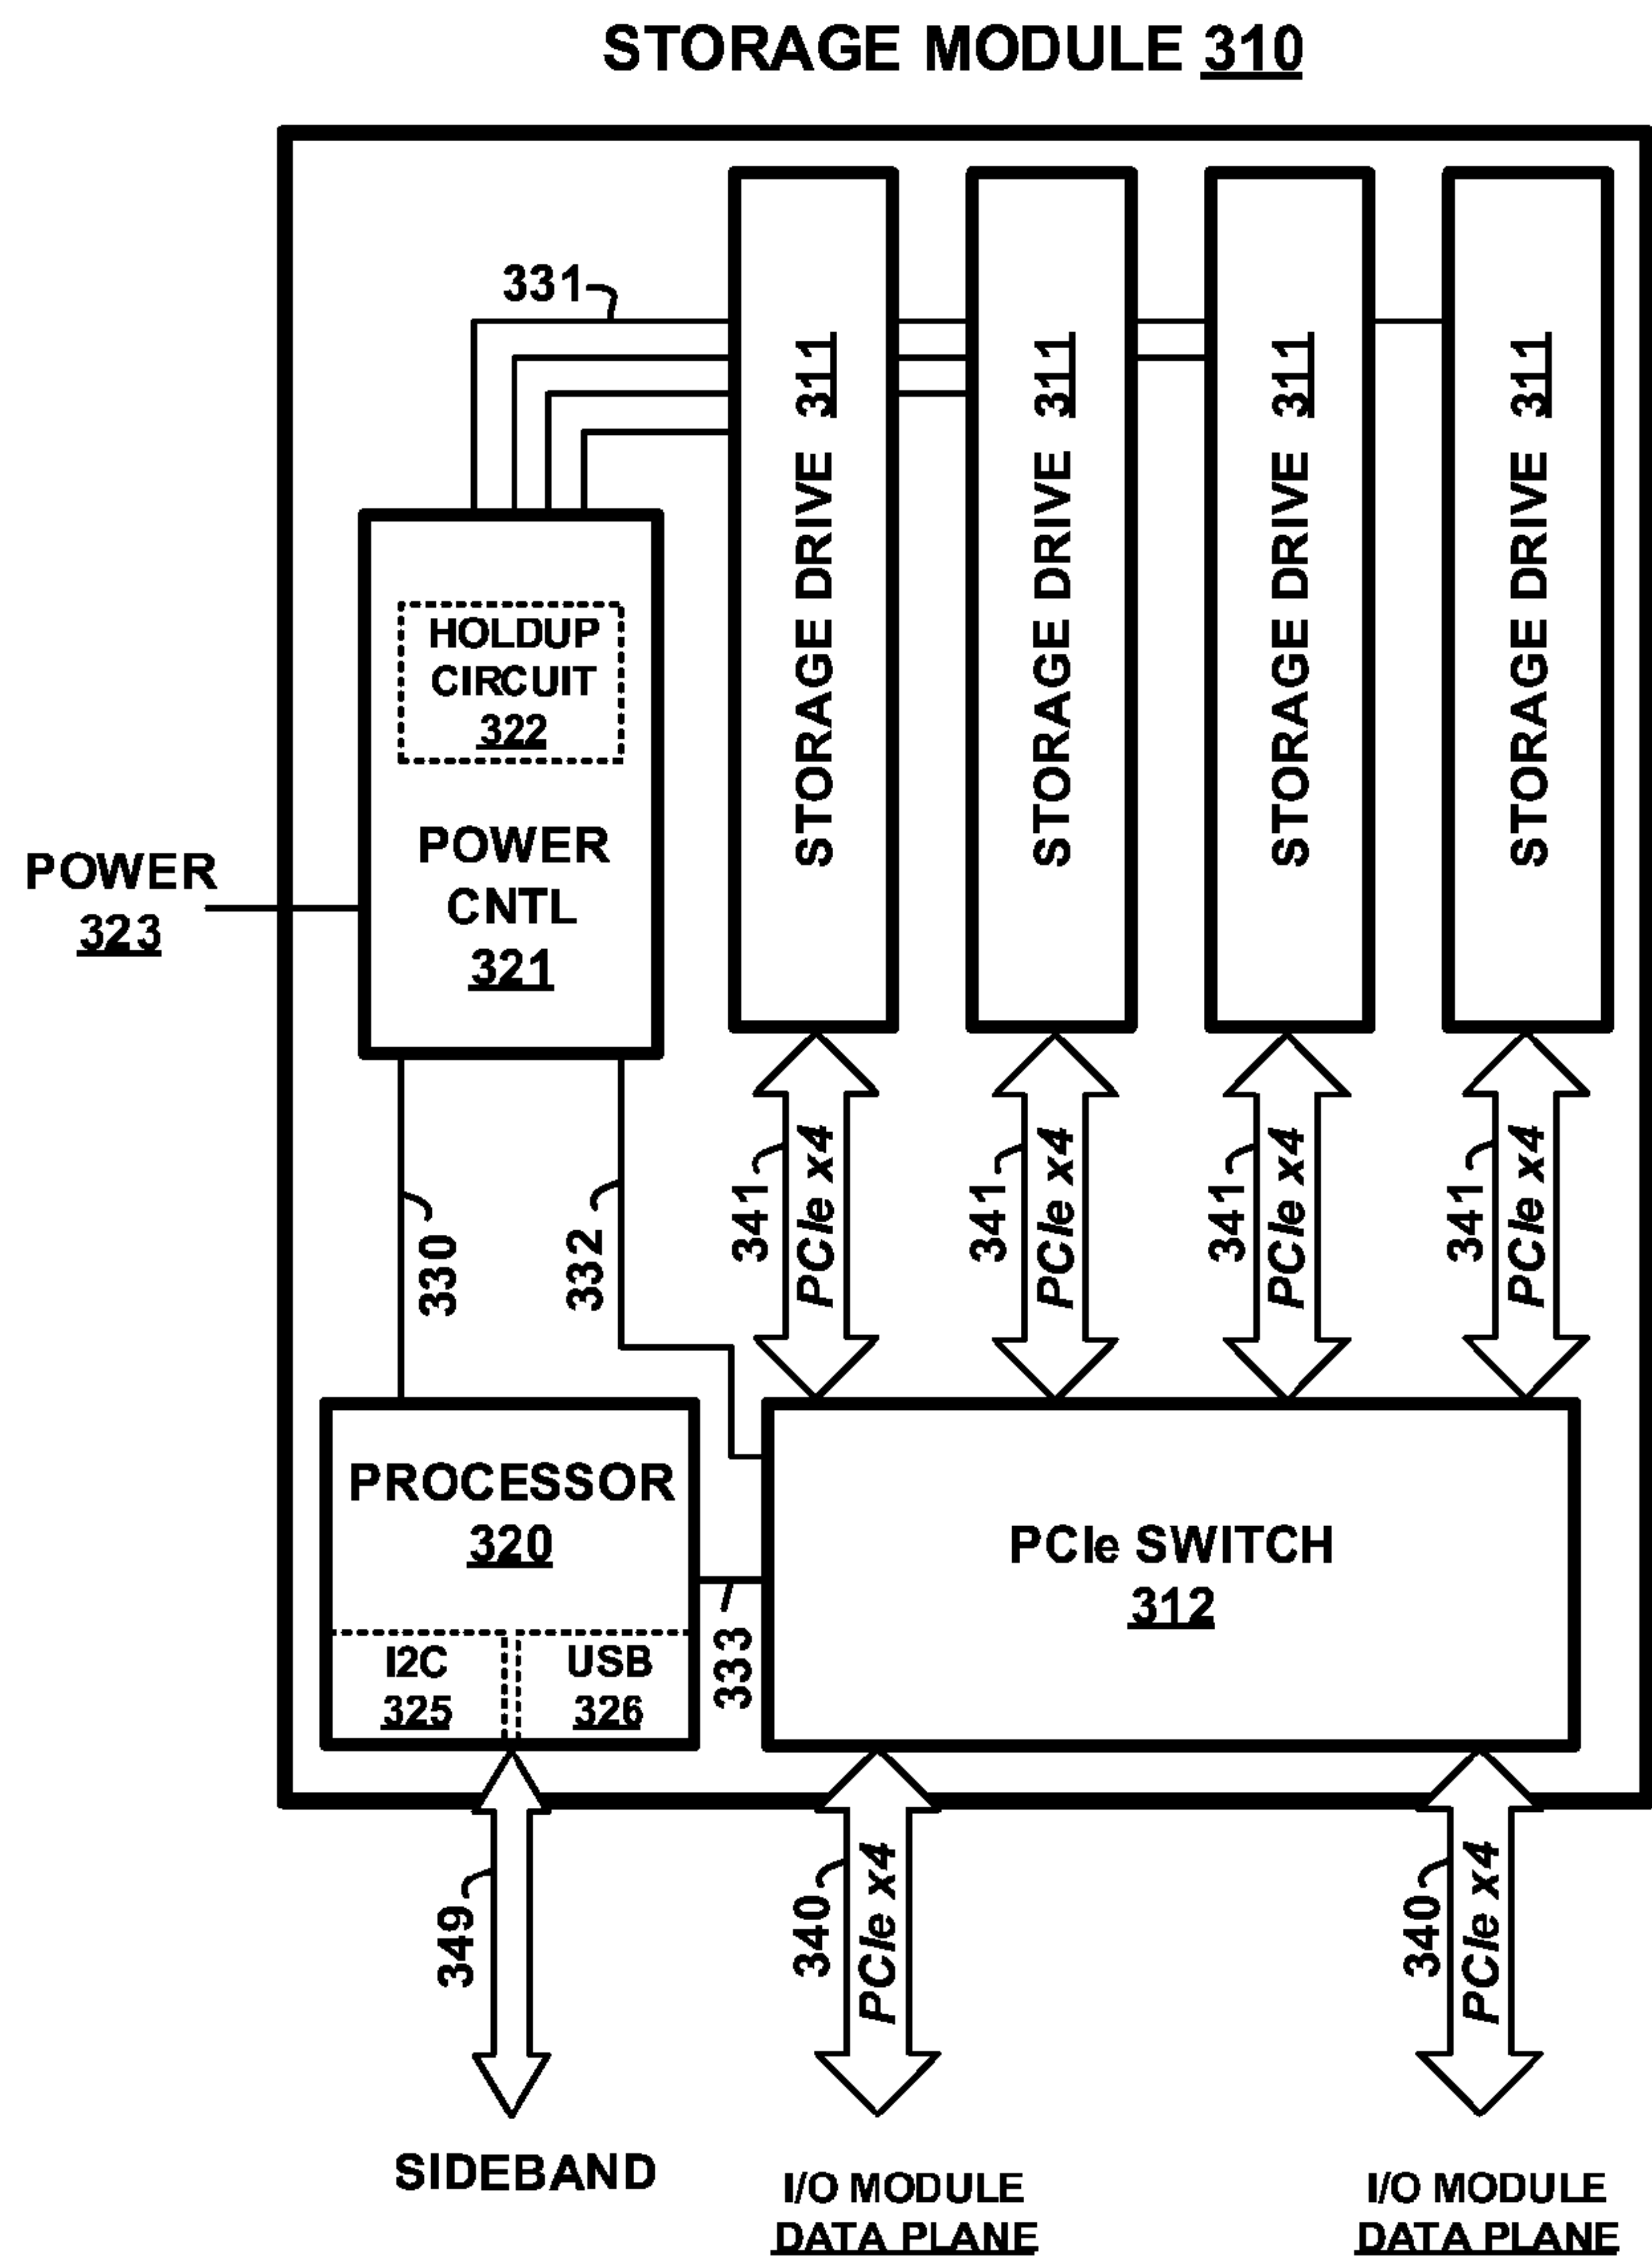 STORAGE MODULE 310
331
STORAGE DRIVE 311
STORAGE DRIVE 311
STORAGE DRIVE 311
STORAGE DRIVE 311
HOLDUP
CIRCUIT
322
POWER
CNTL
321
POWER
323
330
332
341
PCIe x4
341
PCIe x4
341
PCIe x4
341
PCIe x4
PROCESSOR
320
I2C
325
USB
326
333
PCIe SWITCH
312
349
340
PCIe x4
340
PCIe x4
SIDEBAND
I/O MODULE
DATA PLANE
I/O MODULE
DATA PLANE